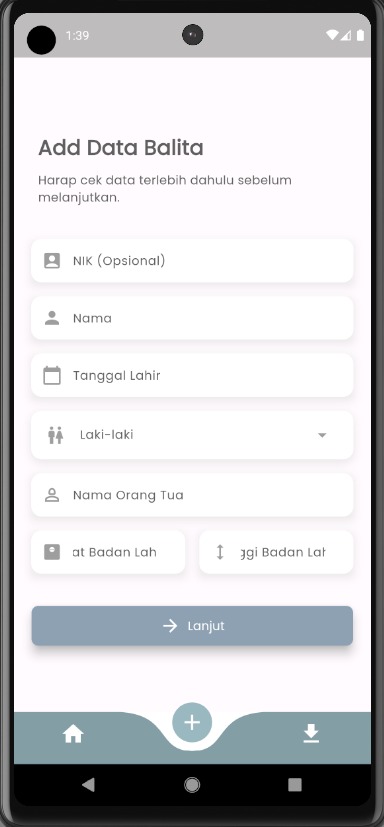 1:39
Add Data Balita
Harap cek data terlebih dahulu sebelum
melanjutkan.
NIK (Opsional)
Nama
Tanggal Lahir
Laki-laki
Nama Orang Tua
at Badan Lah
ggi Badan Lah
Lanjut